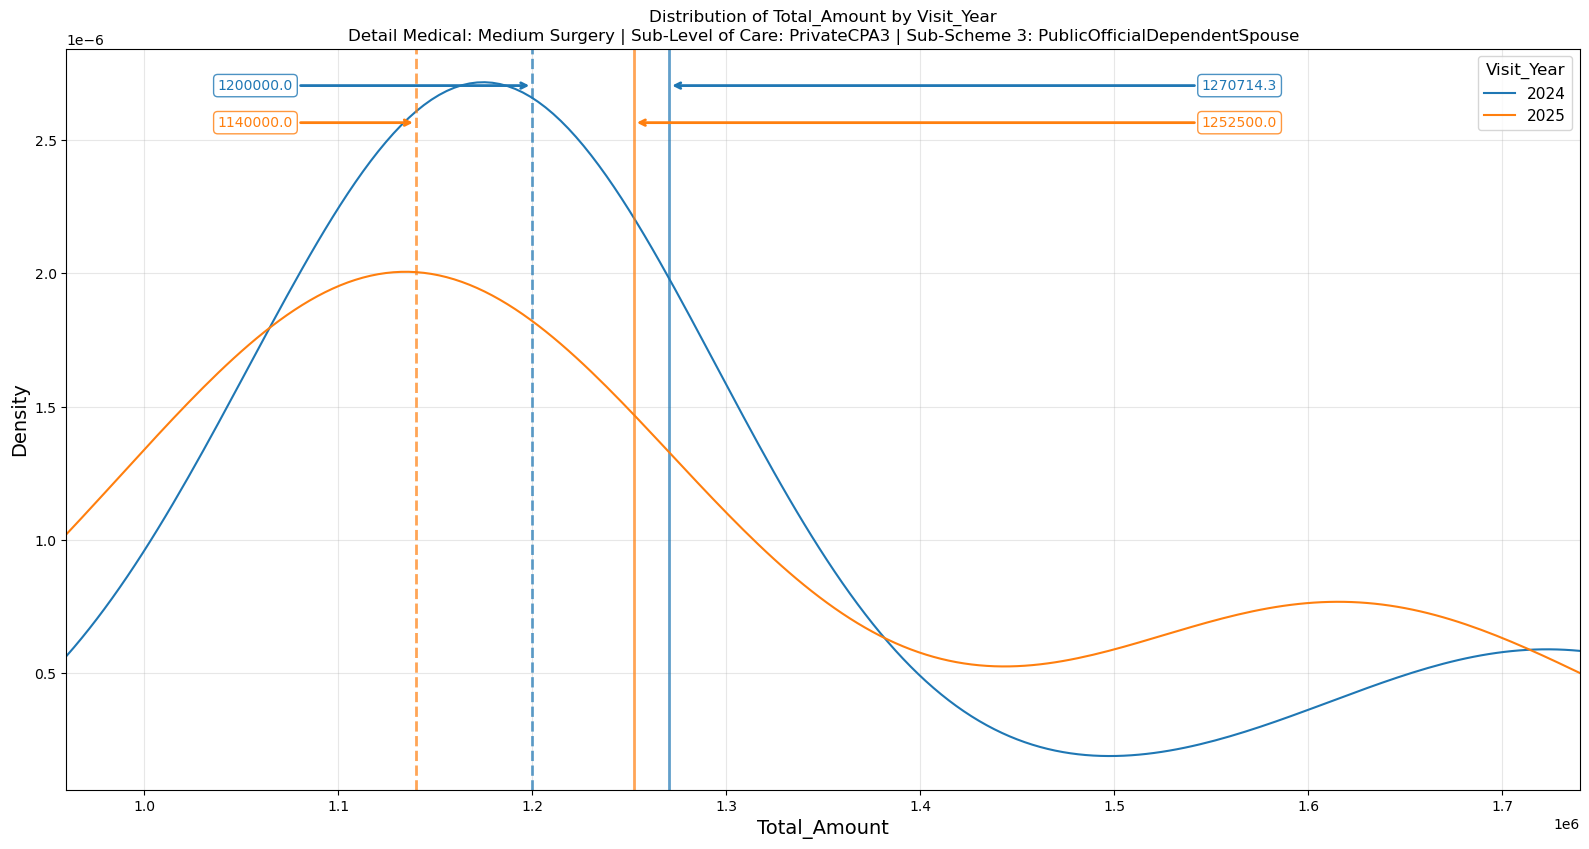 Distribution of Total_Amount by Visit_Year
Detail Medical: Medium Surgery | Sub-Level of Care: PrivateCPA3 | Sub-Scheme 3: PublicOfficialDependentSpouse
1e−6
Visit_Year
2024
2025
1200000.0
1270714.3
1140000.0
1252500.0
2.5
2.0
1.5
1.0
0.5
Density
1.0 1.1 1.2 1.3 1.4 1.5 1.6 1.7
1e6
Total_Amount